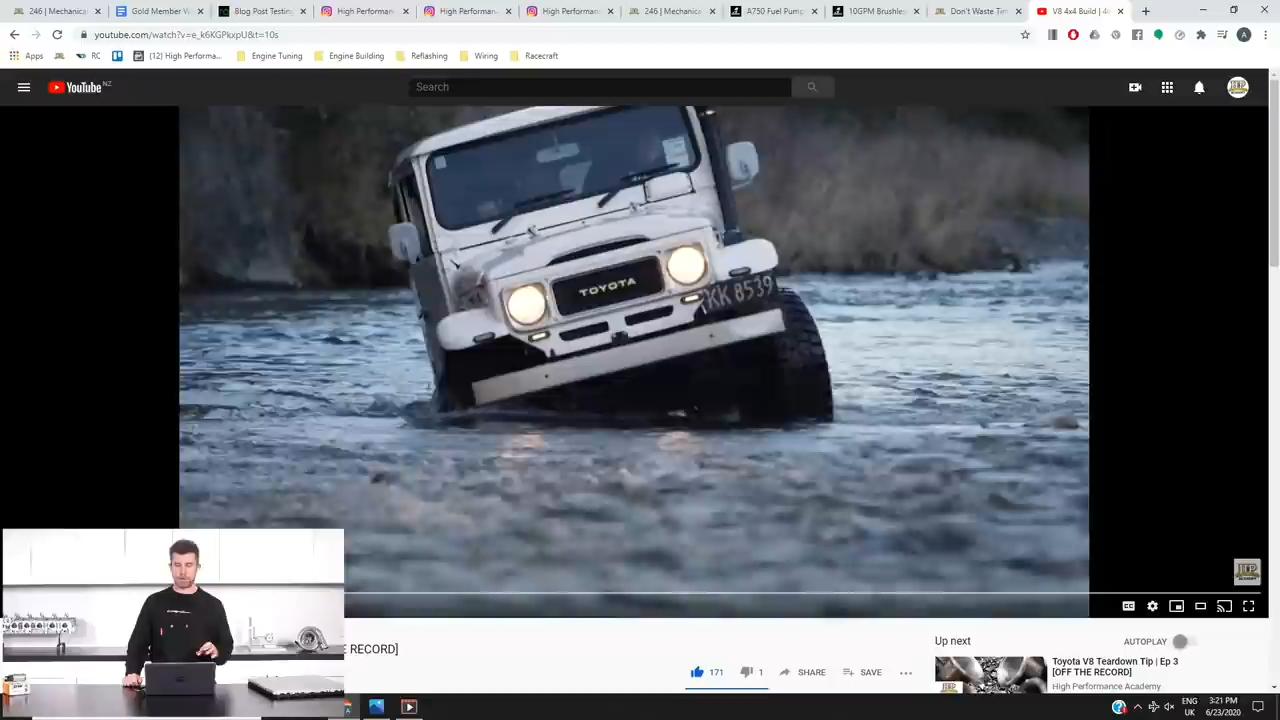 246 | Mechanica
Gold Member W
Blog Post Testing
High Performan
High Performan
High Performan
246 | Mechanica
A750 Fuel Pump
10GPM Brushles
Don't Waste Tim
V8 4x4 Build | 4
youtube.com/watch?v=e_k6KGPkxpU&t=10s
Apps
RC
(12) High Performa...
Engine Tuning
Engine Building
Reflashing
Wiring
Racecraft
YouTube NZ
Search
TOYOTA
KK 8539
HP
ACADEMY
E RECORD]
171
1
SHARE
SAVE
Up next
AUTOPLAY
Toyota V8 Teardown Tip | Ep 3
[OFF THE RECORD]
High Performance Academy
ENG
UK
3:21 PM
6/23/2020